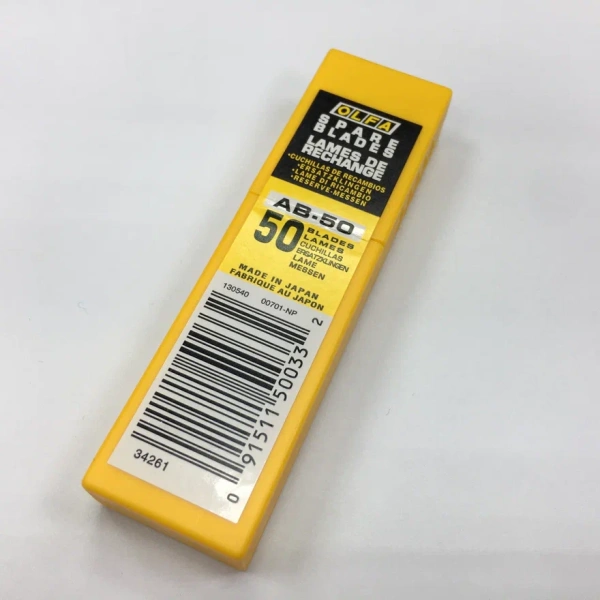 OLFA
SPARE
BLADES
LAMES DE
RECHANGE
•CUCHILLAS DE RECAMBIOS
•ERSATZKLINGEN
•LAME DI RICAMBIO
•RESERVE-MESSEN
AB-50
50
BLADES
LAMES
CUCHILLAS
ERSATZKLINGEN
LAME
MESSEN
MADE IN JAPAN
FABRIQUE AU JAPON
130540 00701-NP
0 91511 50033 2
34261